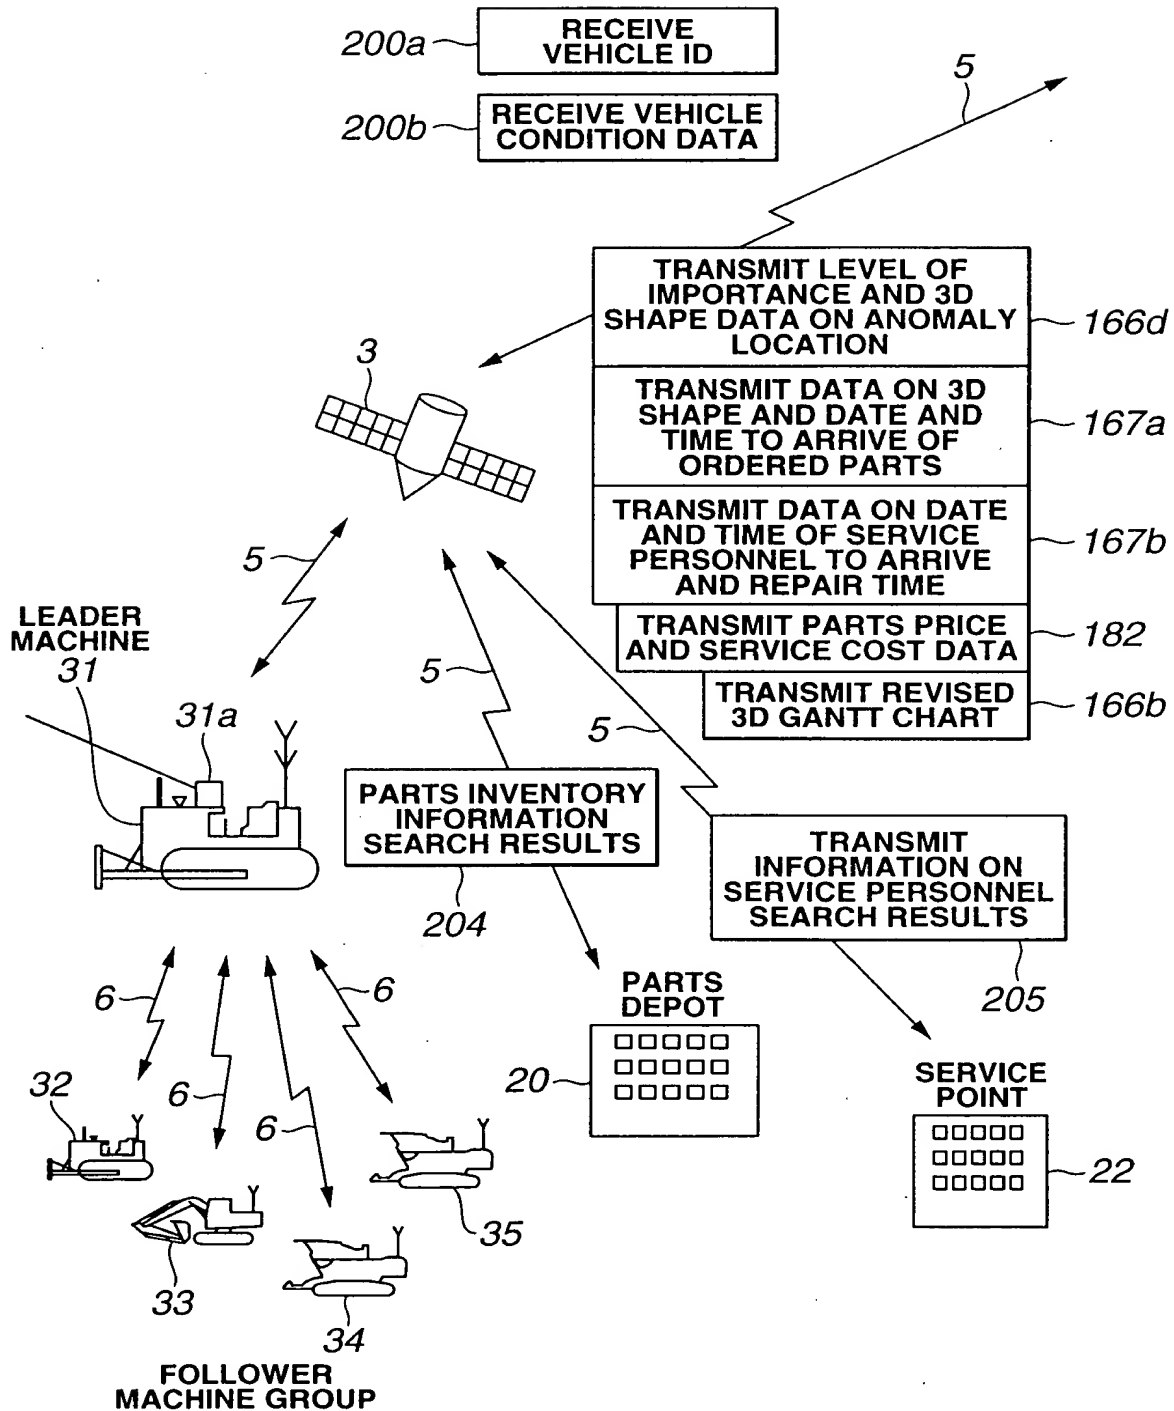 200a
RECEIVE
VEHICLE ID
200b
RECEIVE VEHICLE
CONDITION DATA
5
TRANSMIT LEVEL OF
IMPORTANCE AND 3D
SHAPE DATA ON ANOMALY
LOCATION
166d
TRANSMIT DATA ON 3D
SHAPE AND DATE AND
TIME TO ARRIVE OF
ORDERED PARTS
167a
TRANSMIT DATA ON DATE
AND TIME OF SERVICE
PERSONNEL TO ARRIVE
AND REPAIR TIME
167b
TRANSMIT PARTS PRICE
AND SERVICE COST DATA
182
TRANSMIT REVISED
3D GANTT CHART
166b
3
5
LEADER
MACHINE
31
31a
5
5
PARTS INVENTORY
INFORMATION
SEARCH RESULTS
204
TRANSMIT
INFORMATION ON
SERVICE PERSONNEL
SEARCH RESULTS
205
6
6
6
6
PARTS
DEPOT
20
SERVICE
POINT
22
32
33
34
35
FOLLOWER
MACHINE GROUP